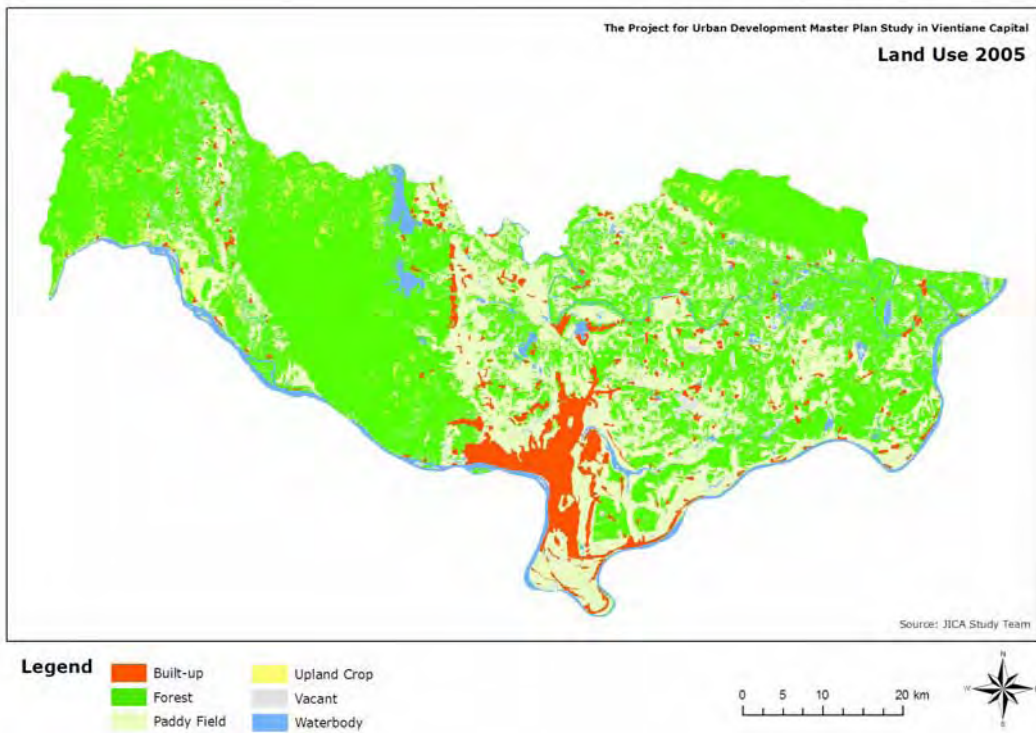 The Project for Urban Development Master Plan Study in Vientiane Capital
Land Use 2005
Source: JICA Study Team
Legend
Built-up
Upland Crop
Forest
Vacant
Paddy Field
Waterbody
0 5 10 20 km
N
W
S